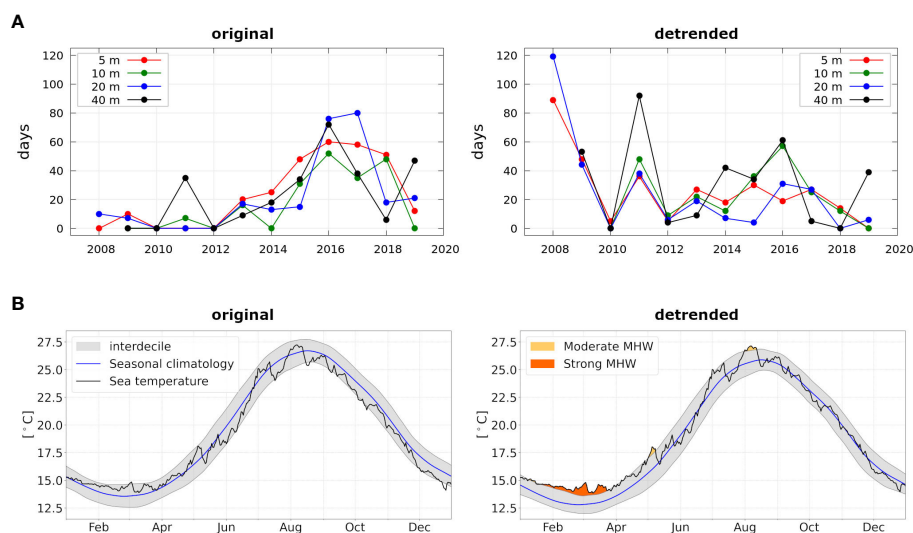 A
original
detrended
120
100
80
60
40
20
0
days
5 m
10 m
20 m
40 m
2008 2010 2012 2014 2016 2018 2020
120
100
80
60
40
20
0
days
5 m
10 m
20 m
40 m
2008 2010 2012 2014 2016 2018 2020
B
original
detrended
27.5
25.0
22.5
20.0
17.5
15.0
12.5
[ ° C]
interdecile
Seasonal climatology
Sea temperature
Feb Apr Jun Aug Oct Dec
27.5
25.0
22.5
20.0
17.5
15.0
12.5
[ ° C]
Moderate MHW
Strong MHW
Feb Apr Jun Aug Oct Dec